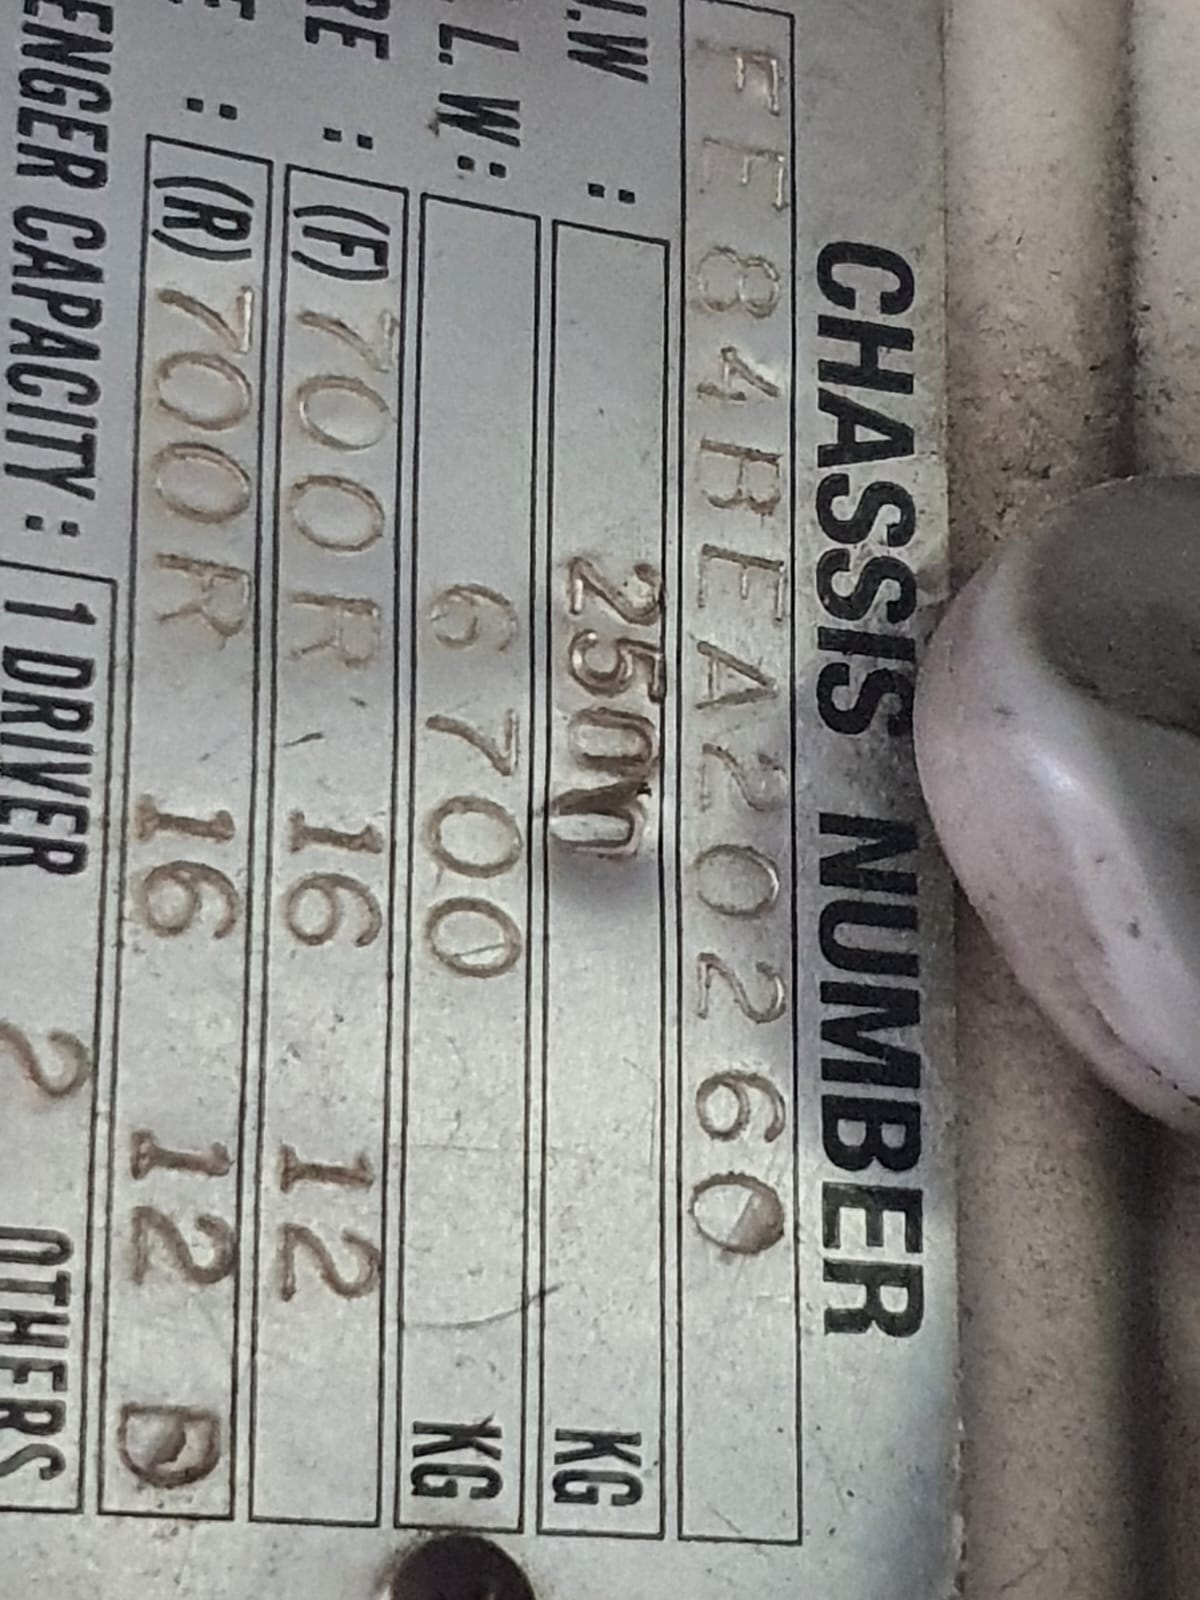 CHASSIS NUMBER
FE84BEA20260
U.W : 2500 KG
L. W : 6700 KG
RE : (F) 700R 16 12
E : (R) 700R 16 12 D
ENGER CAPACITY : 1 DRIVER 2 OTHERS